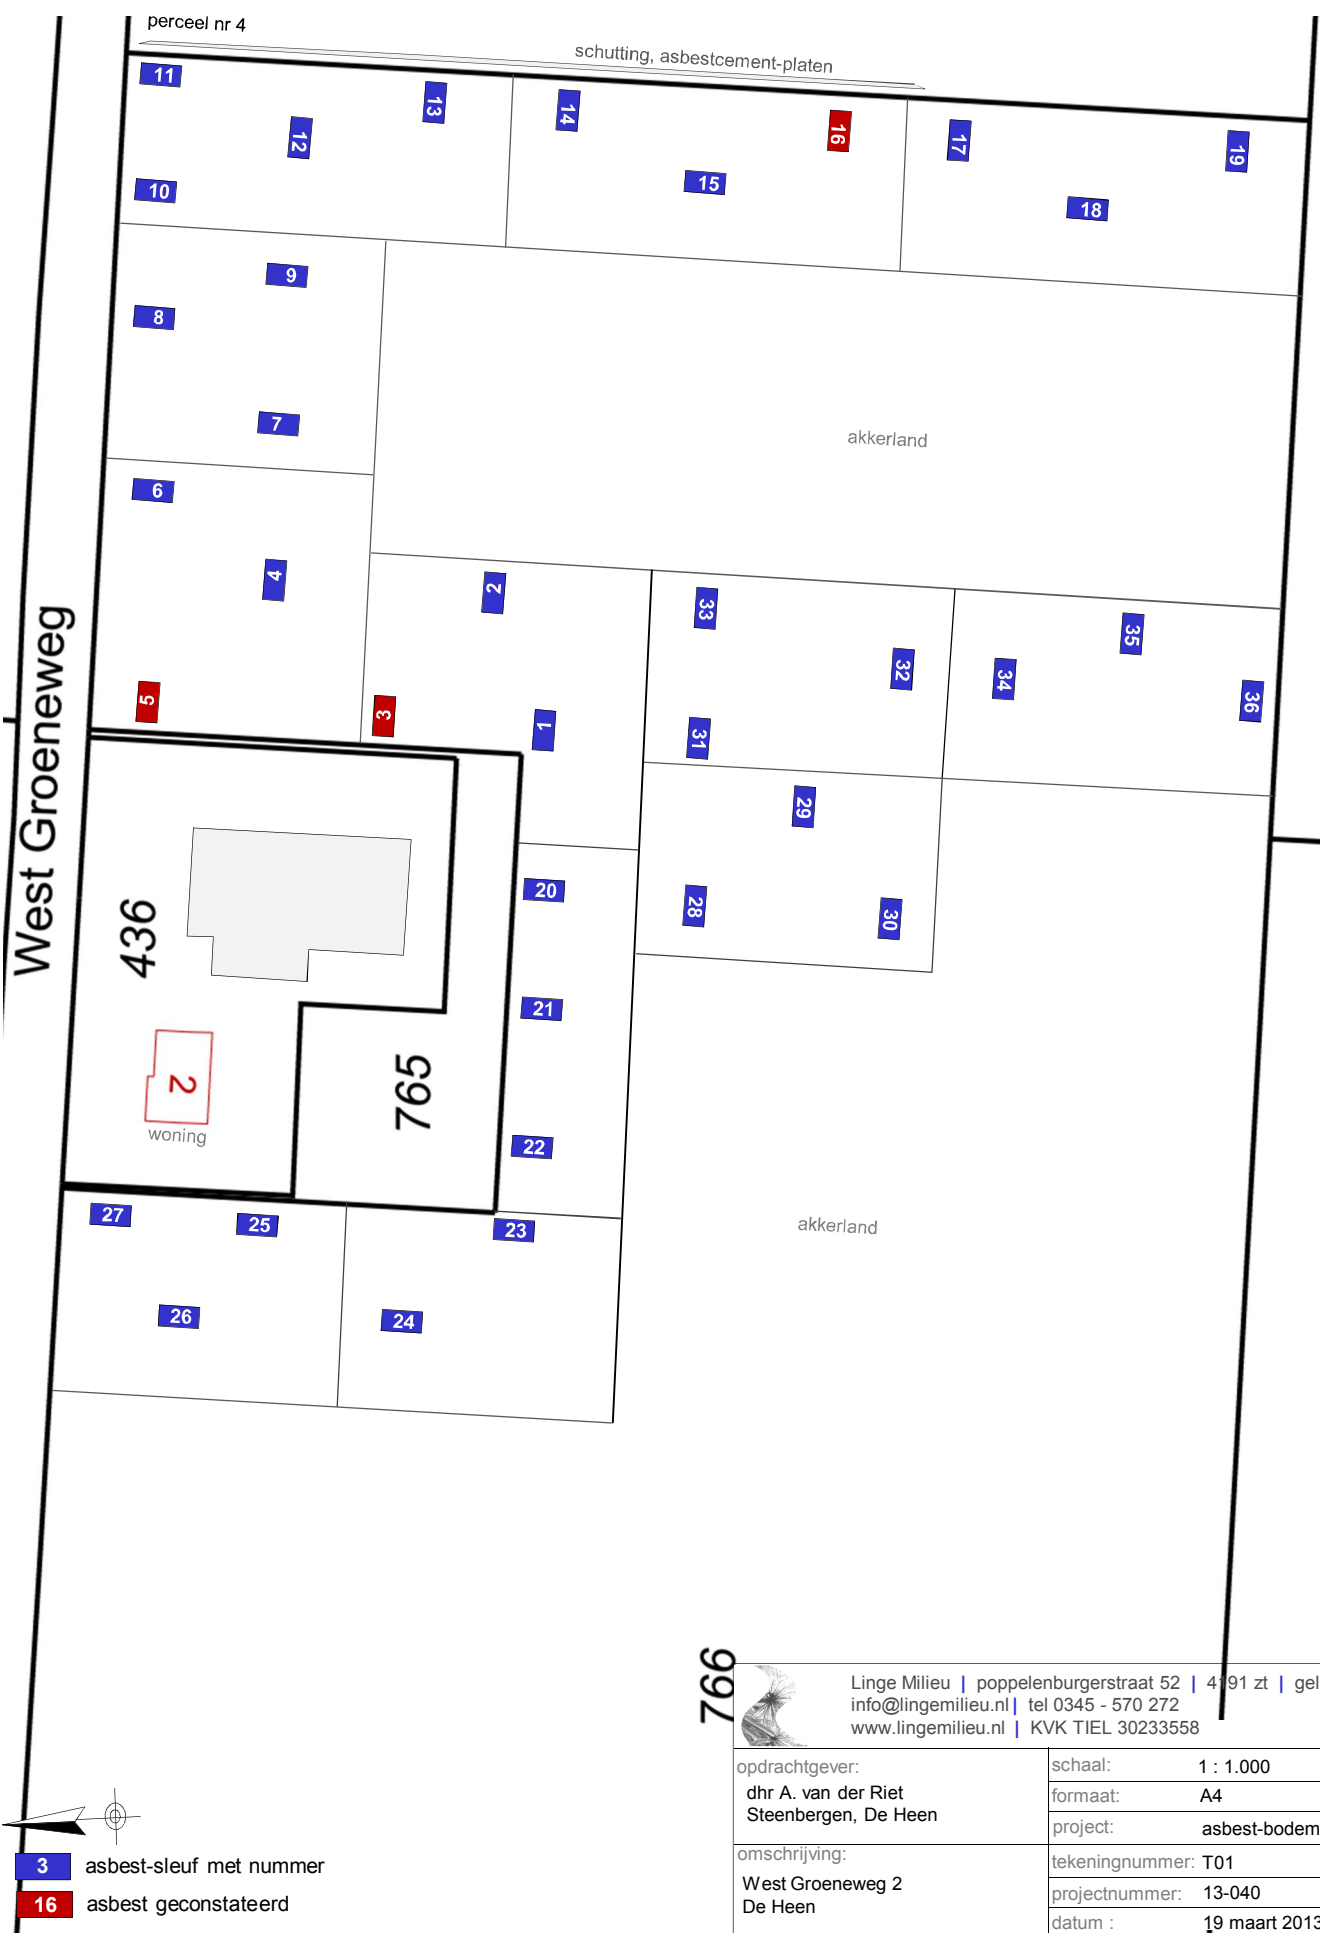 perceel nr 4
schutting, asbestcement-platen
11
13
14
16
17
19
12
15
18
10
9
8
akkerland
7
6
4
2
33
35
32
34
36
5
3
1
31
West Groeneweg
29
20
28
30
436
21
765
2
woning
22
27
25
23
akkerland
26
24
766
Linge Milieu | poppelenburgerstraat 52 | 4191 zt | gel
info@lingemilieu.nl | tel 0345 - 570 272
www.lingemilieu.nl | KVK TIEL 30233558
opdrachtgever:
dhr A. van der Riet
Steenbergen, De Heen
schaal: 1 : 1.000
formaat: A4
project: asbest-bodem
omschrijving:
West Groeneweg 2
De Heen
tekeningnummer: T01
projectnummer: 13-040
datum : 19 maart 2013
3 asbest-sleuf met nummer
16 asbest geconstateerd